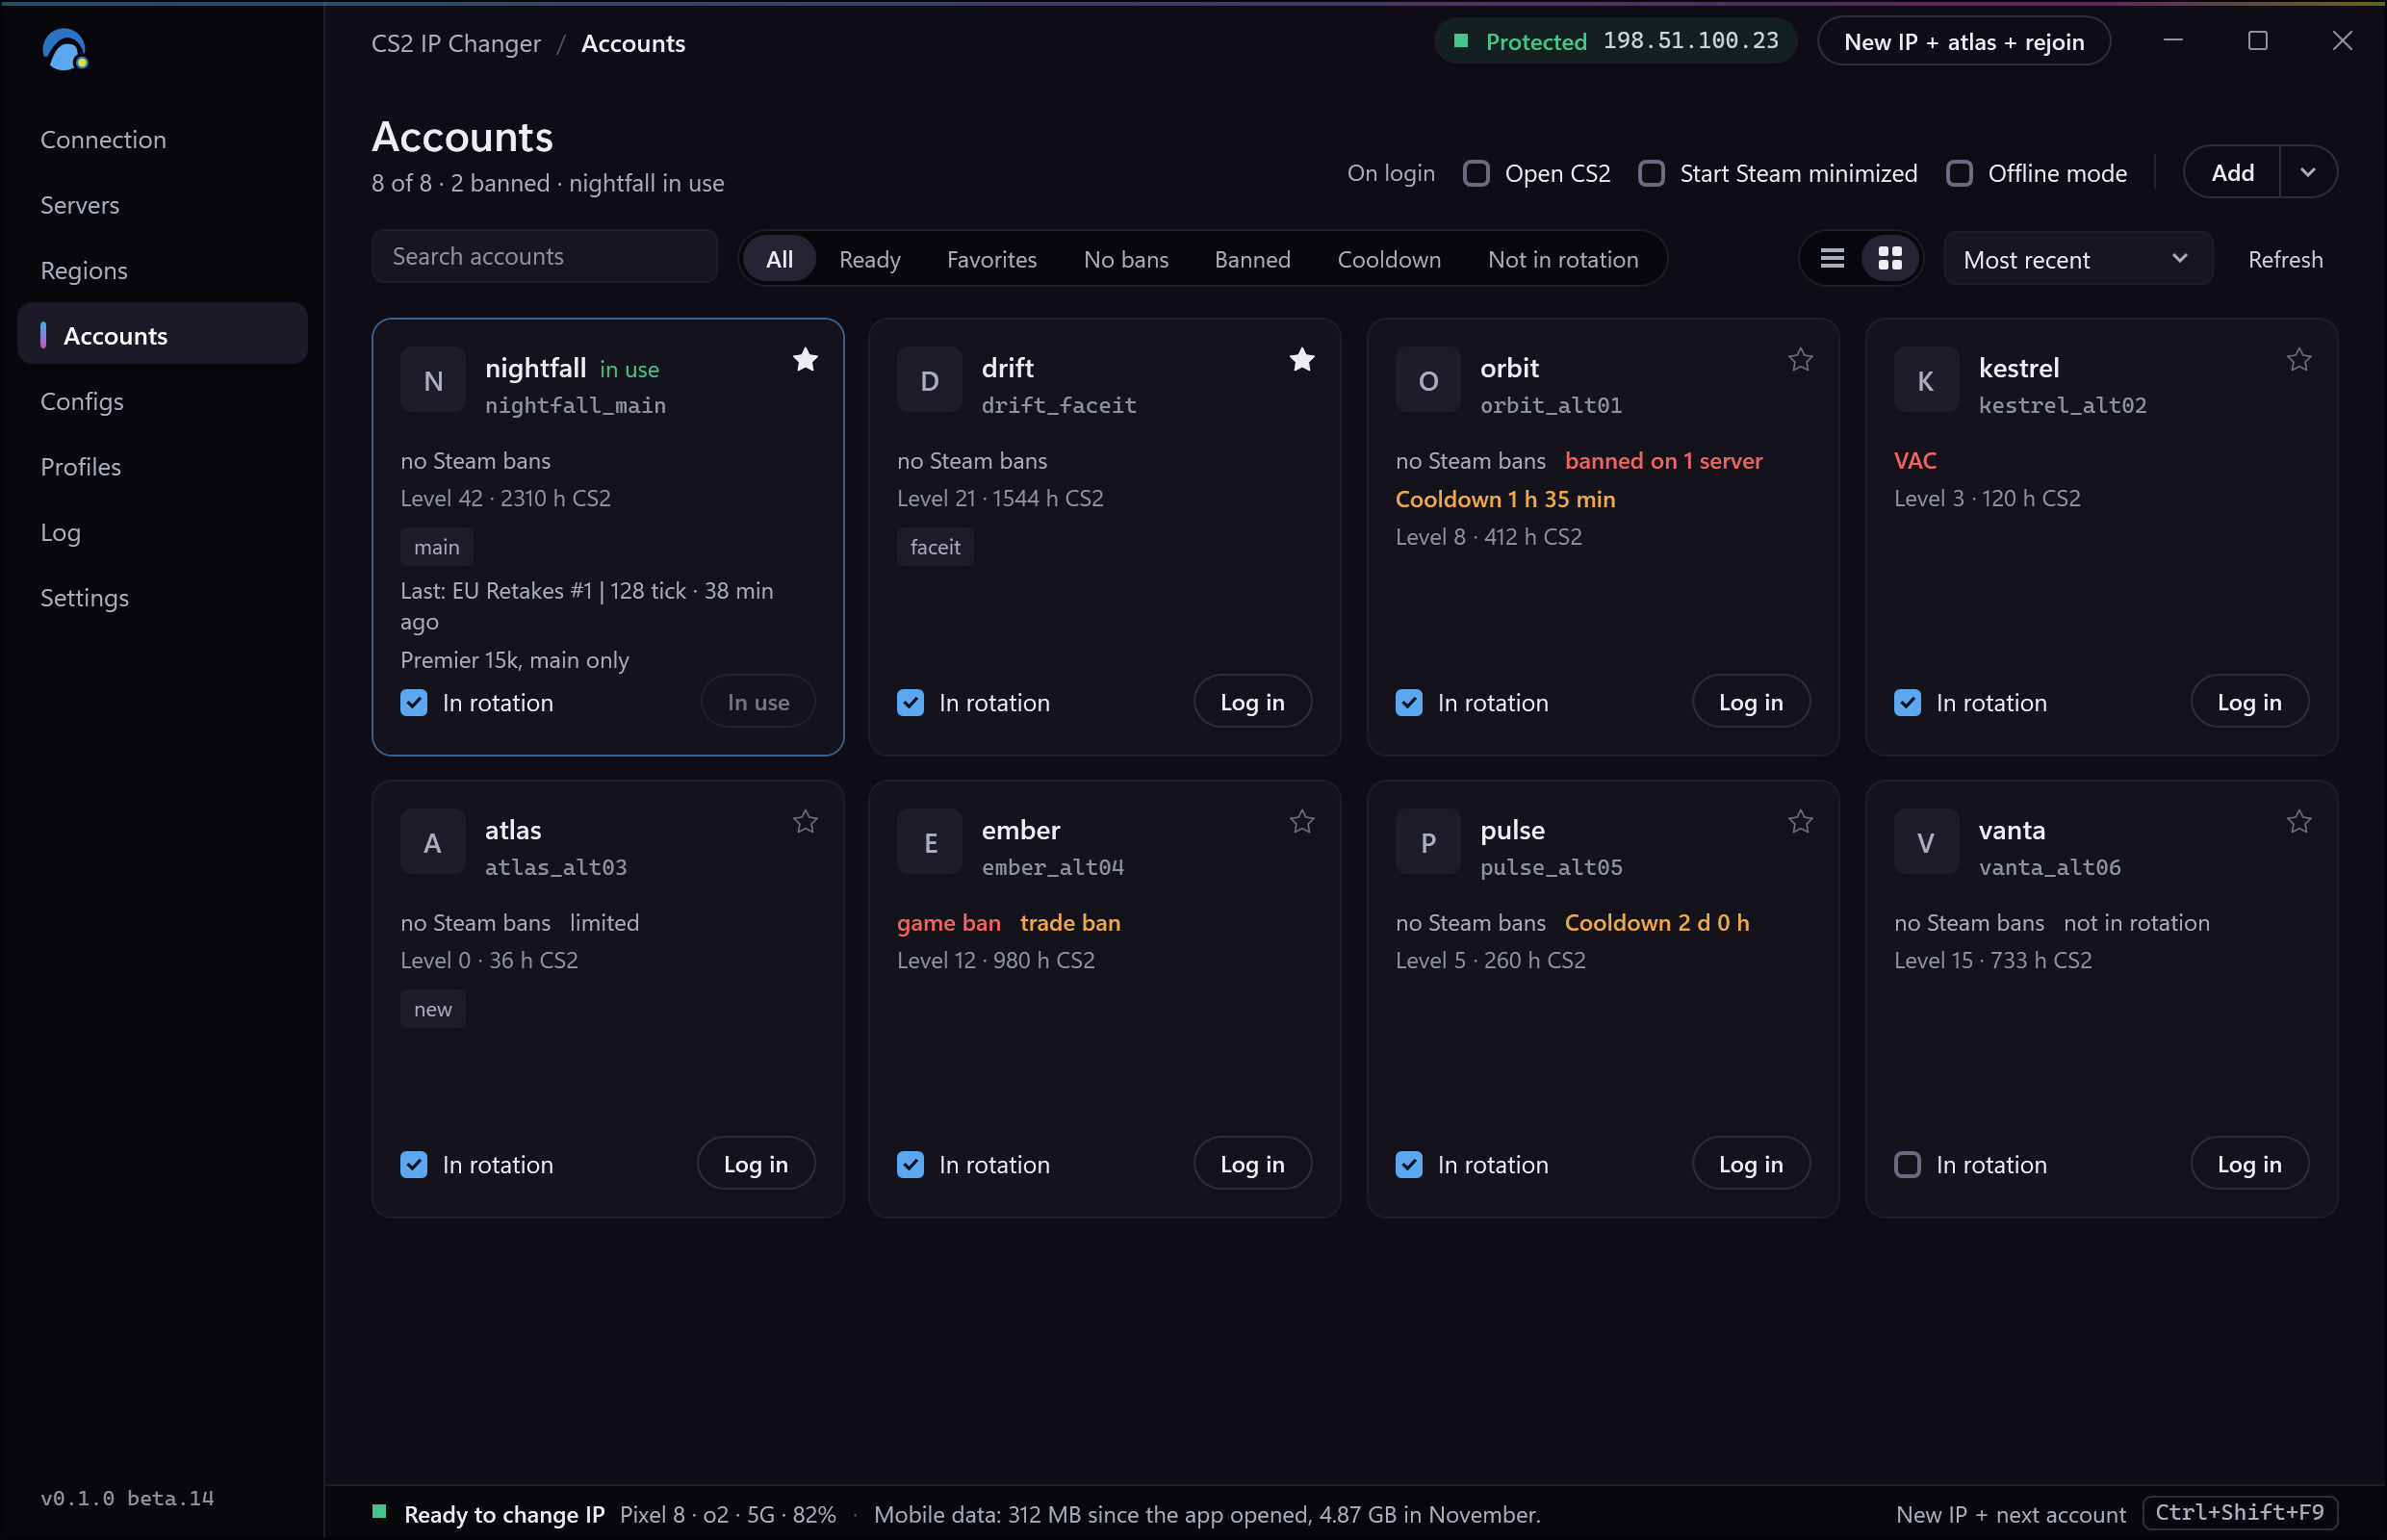 CS2 IP Changer / Accounts
Protected 198.51.100.23
New IP + atlas + rejoin
Connection
Servers
Regions
Accounts
Configs
Profiles
Log
Settings
v0.1.0 beta.14
Accounts
8 of 8 · 2 banned · nightfall in use
On login
Open CS2
Start Steam minimized
Offline mode
Add
Search accounts
All
Ready
Favorites
No bans
Banned
Cooldown
Not in rotation
Most recent
Refresh
N
nightfall in use
nightfall_main
no Steam bans
Level 42 · 2310 h CS2
main
Last: EU Retakes #1 | 128 tick · 38 min
ago
Premier 15k, main only
In rotation
In use
D
drift
drift_faceit
no Steam bans
Level 21 · 1544 h CS2
faceit
In rotation
Log in
O
orbit
orbit_alt01
no Steam bans banned on 1 server
Cooldown 1 h 35 min
Level 8 · 412 h CS2
In rotation
Log in
K
kestrel
kestrel_alt02
VAC
Level 3 · 120 h CS2
In rotation
Log in
A
atlas
atlas_alt03
no Steam bans limited
Level 0 · 36 h CS2
new
In rotation
Log in
E
ember
ember_alt04
game ban trade ban
Level 12 · 980 h CS2
In rotation
Log in
P
pulse
pulse_alt05
no Steam bans Cooldown 2 d 0 h
Level 5 · 260 h CS2
In rotation
Log in
V
vanta
vanta_alt06
no Steam bans not in rotation
Level 15 · 733 h CS2
In rotation
Log in
Ready to change IP Pixel 8 · o2 · 5G · 82% · Mobile data: 312 MB since the app opened, 4.87 GB in November.
New IP + next account Ctrl+Shift+F9